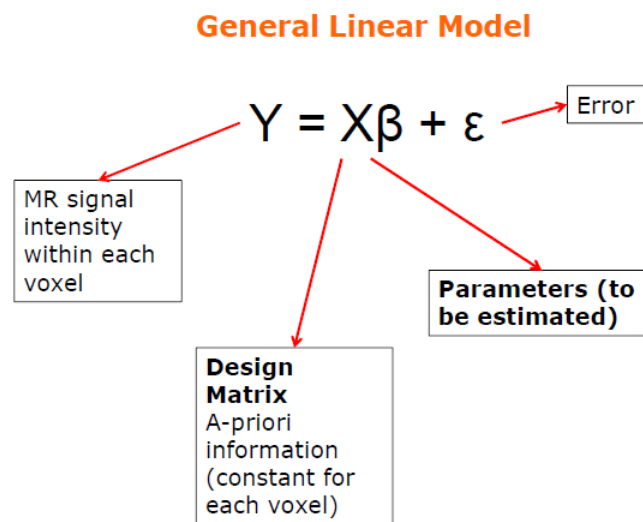 General Linear Model
Y = Xβ + ε
Error
MR signal
intensity
within each
voxel
Parameters (to
be estimated)
Design
Matrix
A-priori
information
(constant for
each voxel)